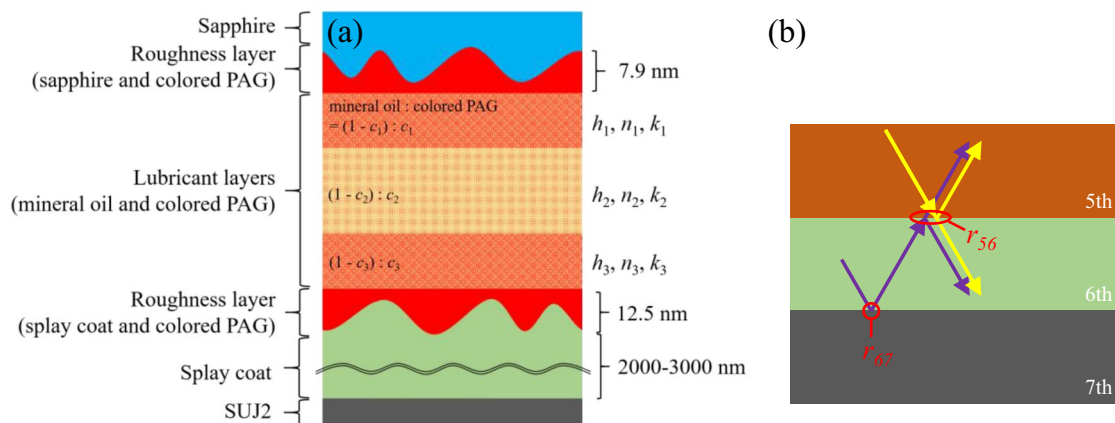 (a)
Sapphire
Roughness layer
(sapphire and colored PAG)
7.9 nm
mineral oil : colored PAG
= (1 - c₁) : c₁
h₁, n₁, k₁
Lubricant layers
(mineral oil and colored PAG)
(1 - c₂) : c₂
h₂, n₂, k₂
(1 - c₃) : c₃
h₃, n₃, k₃
Roughness layer
(splay coat and colored PAG)
12.5 nm
Splay coat
2000-3000 nm
SUJ2
(b)
5th
r₅₆
6th
r₆₇
7th